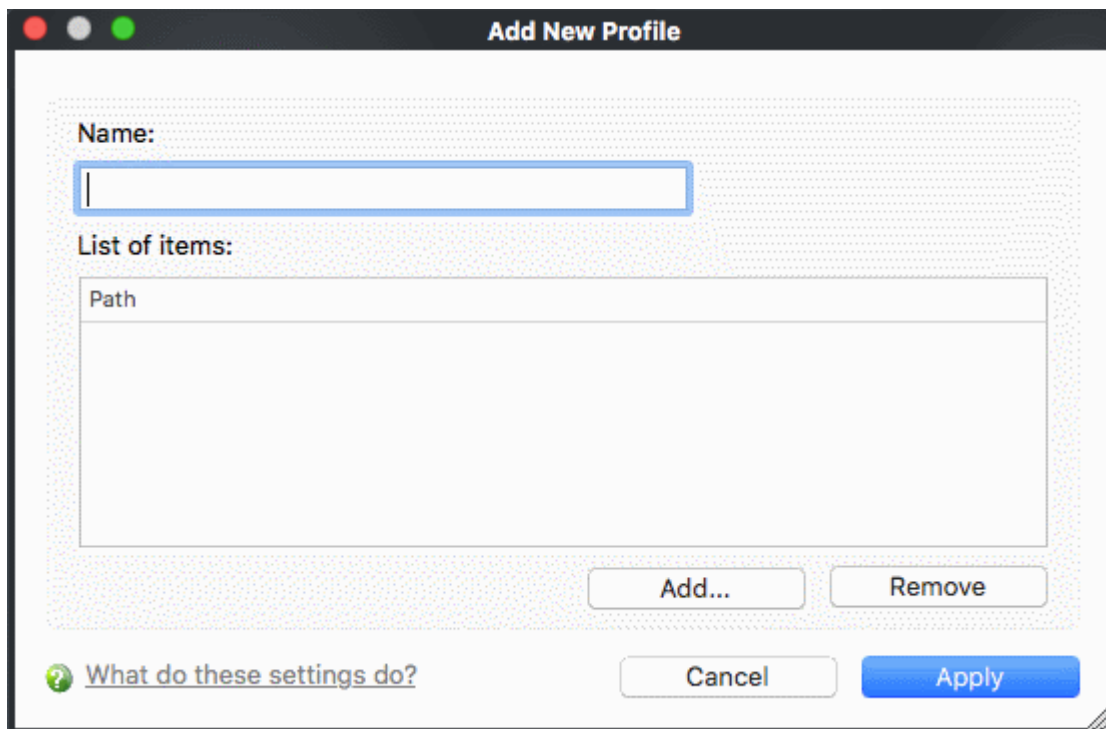 Add New Profile
Name:
List of items:
Path
Add...
Remove
What do these settings do?
Cancel
Apply